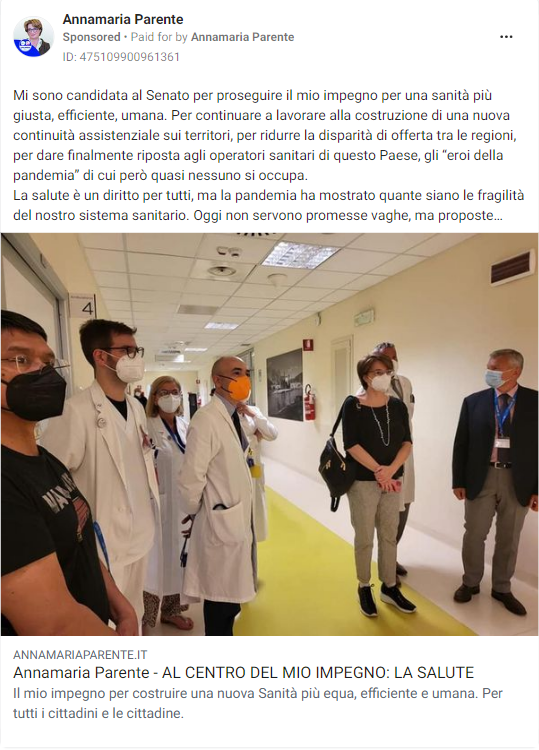 Annamaria Parente
Sponsored • Paid for by Annamaria Parente
ID: 475109900961361
Mi sono candidata al Senato per proseguire il mio impegno per una sanità più
giusta, efficiente, umana. Per continuare a lavorare alla costruzione di una nuova
continuità assistenziale sui territori, per ridurre la disparità di offerta tra le regioni,
per dare finalmente riposta agli operatori sanitari di questo Paese, gli “eroi della
pandemia” di cui però quasi nessuno si occupa.
La salute è un diritto per tutti, ma la pandemia ha mostrato quante siano le fragilità
del nostro sistema sanitario. Oggi non servono promesse vaghe, ma proposte...
4
ANNAMARIAPARENTE.IT
Annamaria Parente - AL CENTRO DEL MIO IMPEGNO: LA SALUTE
Il mio impegno per costruire una nuova Sanità più equa, efficiente e umana. Per
tutti i cittadini e le cittadine.